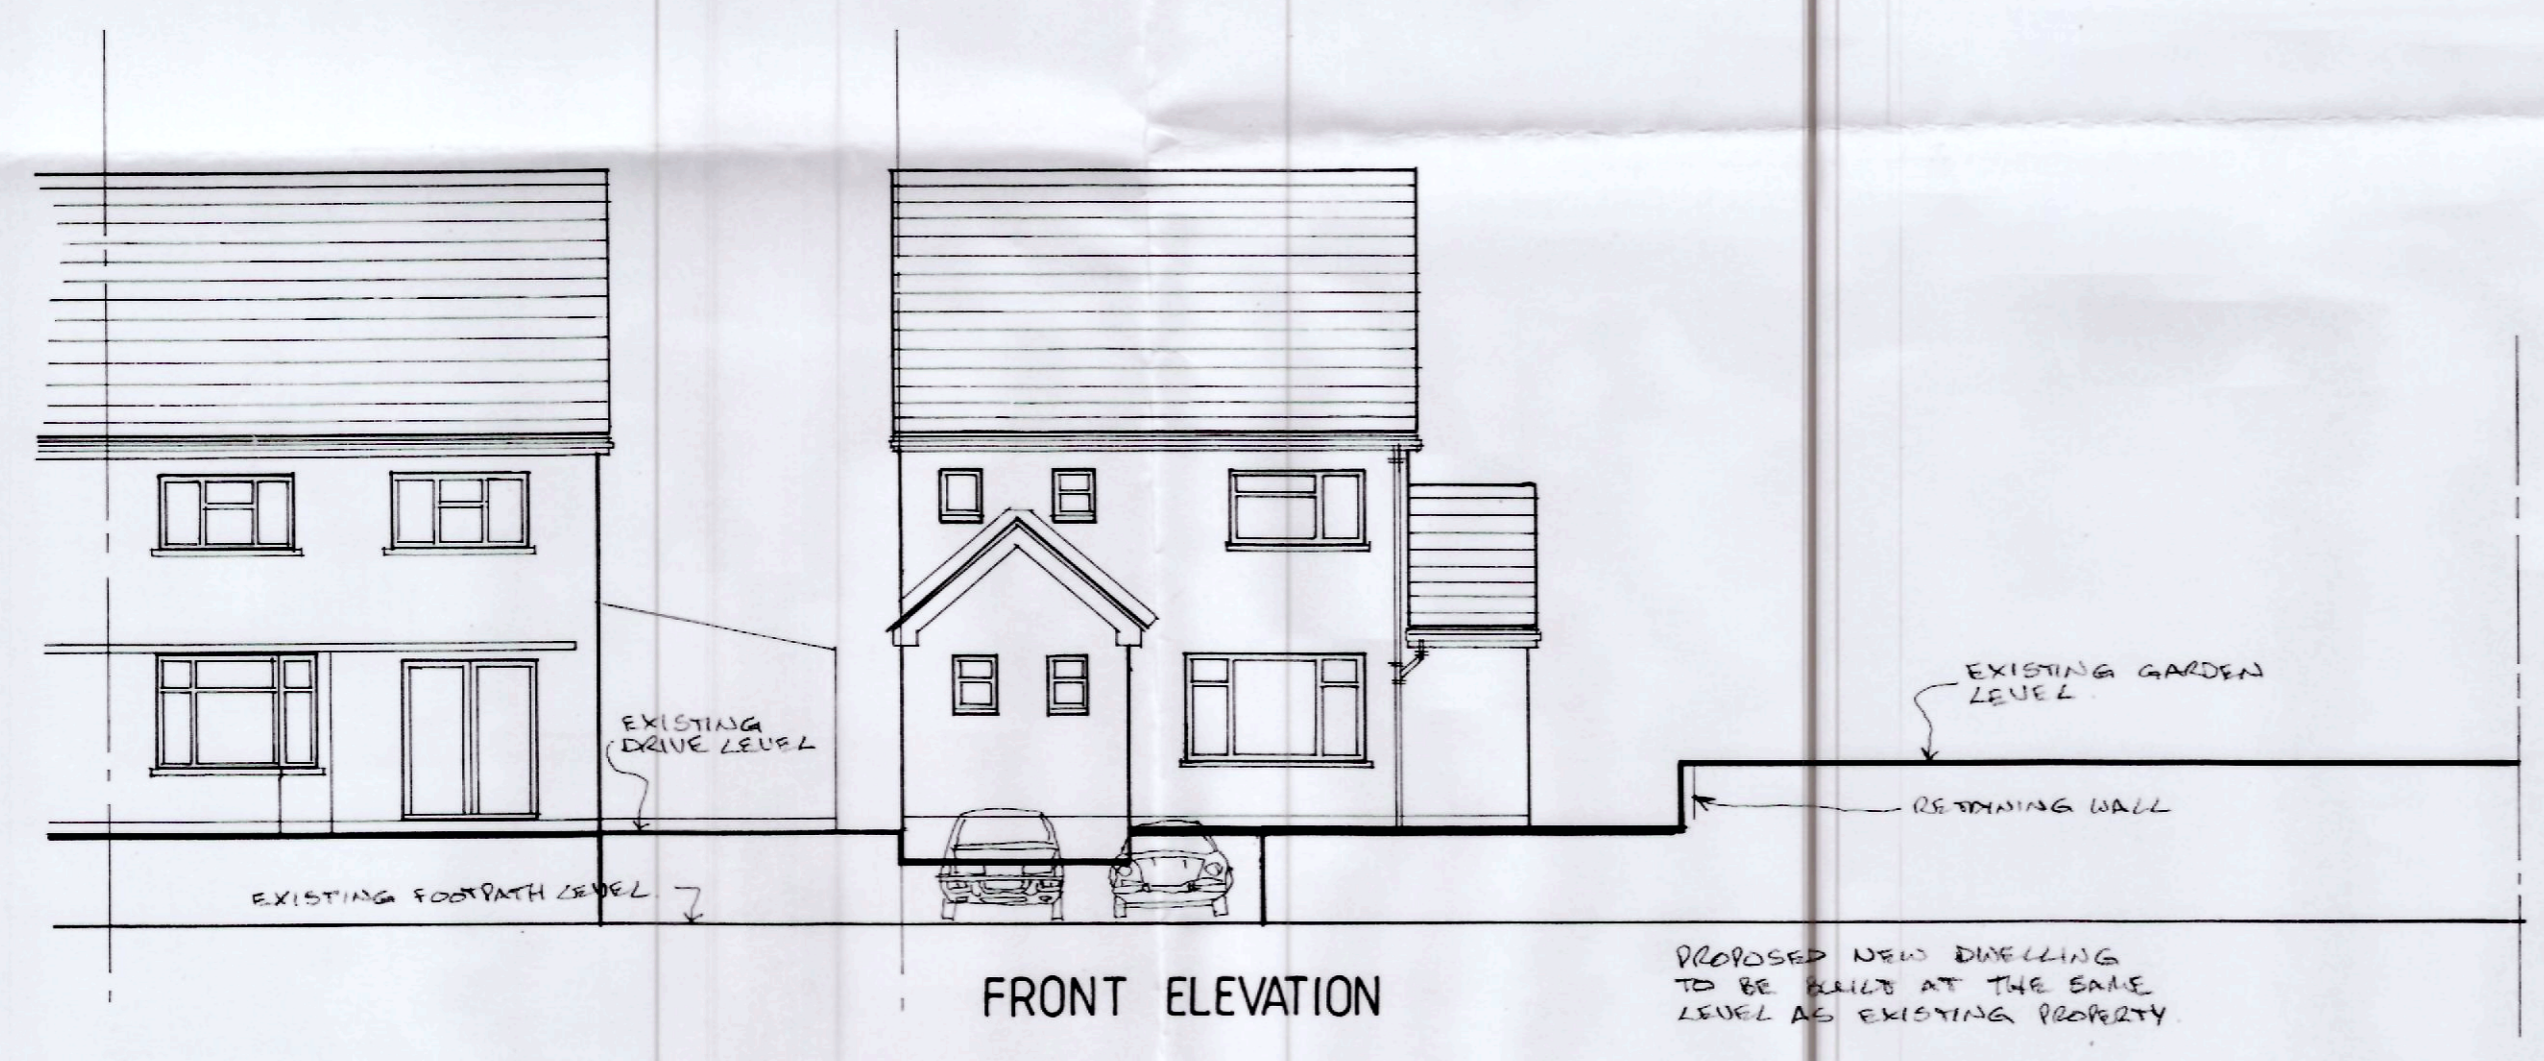 EXISTING
DRIVE LEVEL
EXISTING FOOTPATH LEVEL.
EXISTING GARDEN
LEVEL.
RETAINING WALL
FRONT ELEVATION
PROPOSED NEW DWELLING
TO BE BUILT AT THE SAME
LEVEL AS EXISTING PROPERTY.